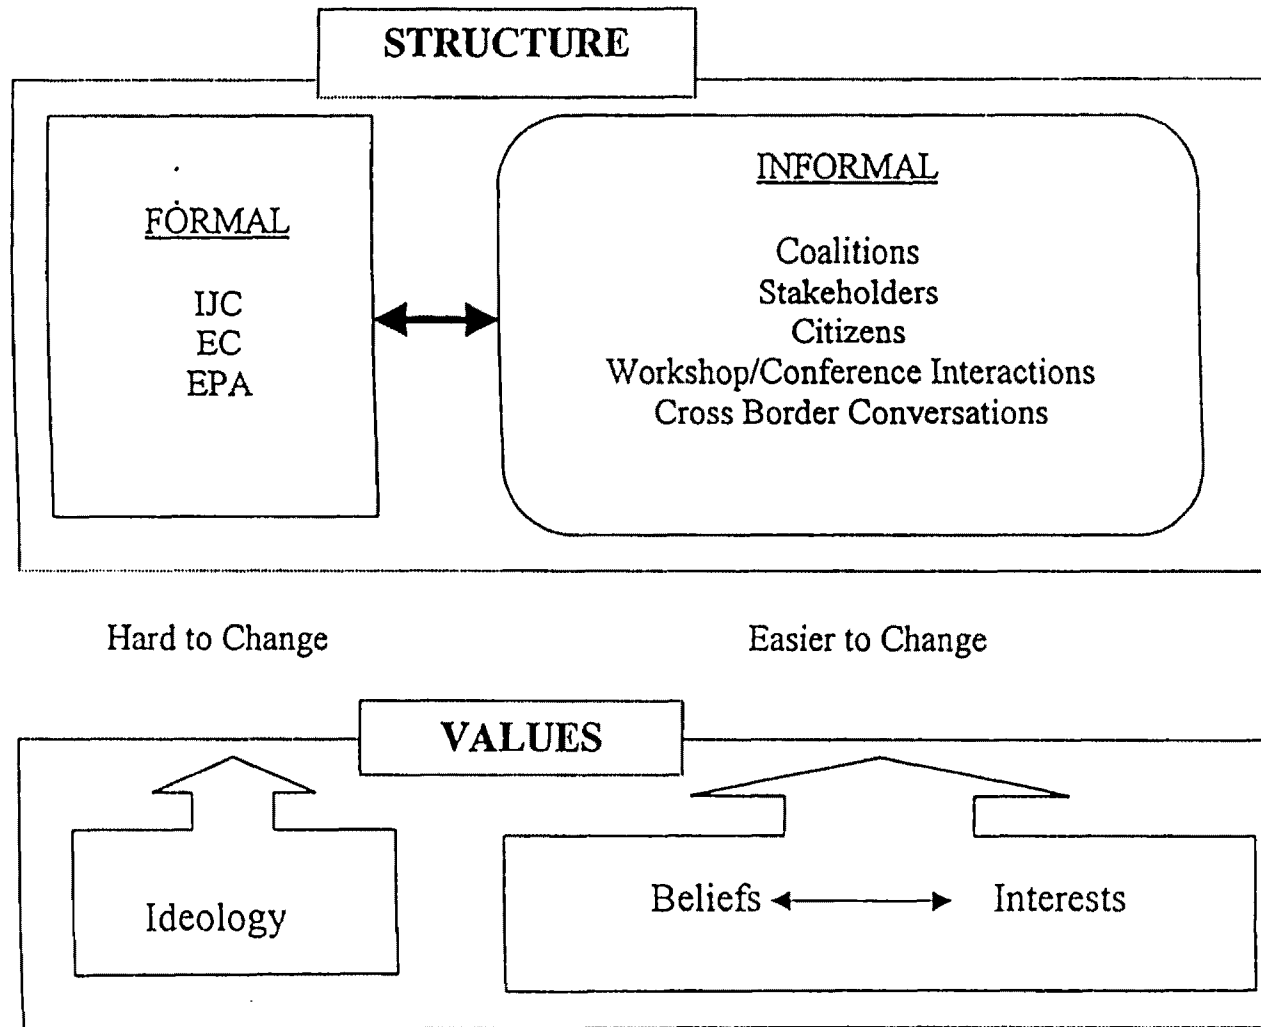 STRUCTURE
FORMAL
IJC
EC
EPA
INFORMAL
Coalitions
Stakeholders
Citizens
Workshop/Conference Interactions
Cross Border Conversations
Hard to Change
Easier to Change
VALUES
Ideology
Beliefs
Interests